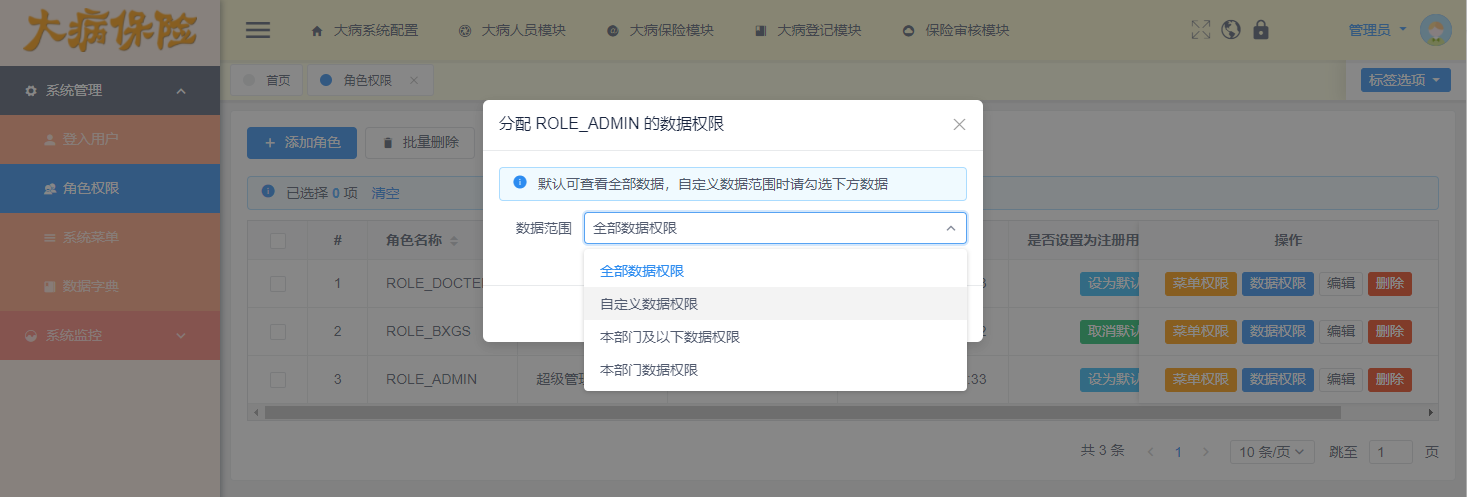 大病保险
大病系统配置
大病人员模块
大病保险模块
大病登记模块
保险审核模块
管理员
系统管理
登入用户
角色权限
系统菜单
数据字典
系统监控
首页
角色权限
标签选项
添加角色
批量删除
已选择 0 项 清空
分配 ROLE_ADMIN 的数据权限
默认可查看全部数据，自定义数据范围时请勾选下方数据
数据范围
全部数据权限
全部数据权限
自定义数据权限
本部门及以下数据权限
本部门数据权限
# 角色名称 是否设置为注册用 操作
1 ROLE_DOCTE 3 设为默认 菜单权限 数据权限 编辑 删除
2 ROLE_BXGS 2 取消默认 菜单权限 数据权限 编辑 删除
3 ROLE_ADMIN 超级管理 :33 设为默认 菜单权限 数据权限 编辑 删除
共 3 条 1 10 条/页 跳至 1 页